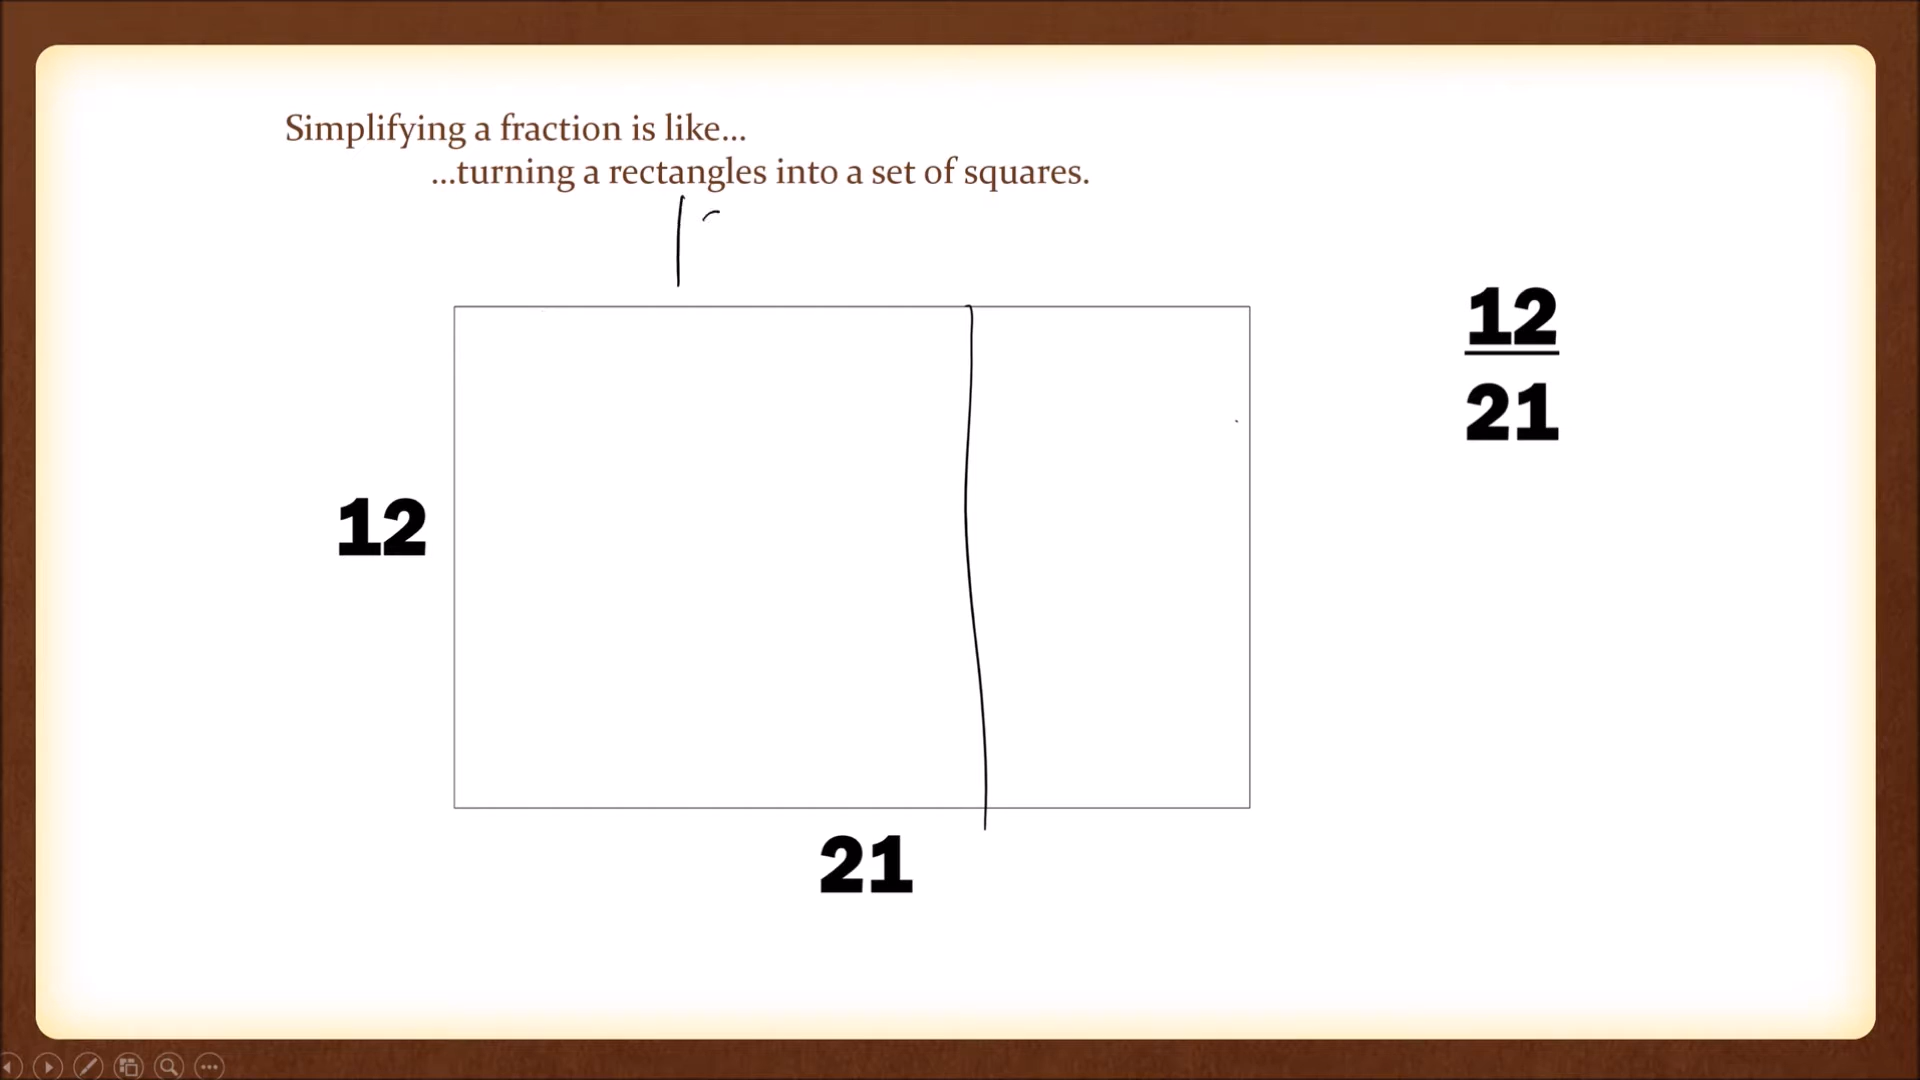 Simplifying a fraction is like...
...turning a rectangles into a set of squares.
12
21
12
21